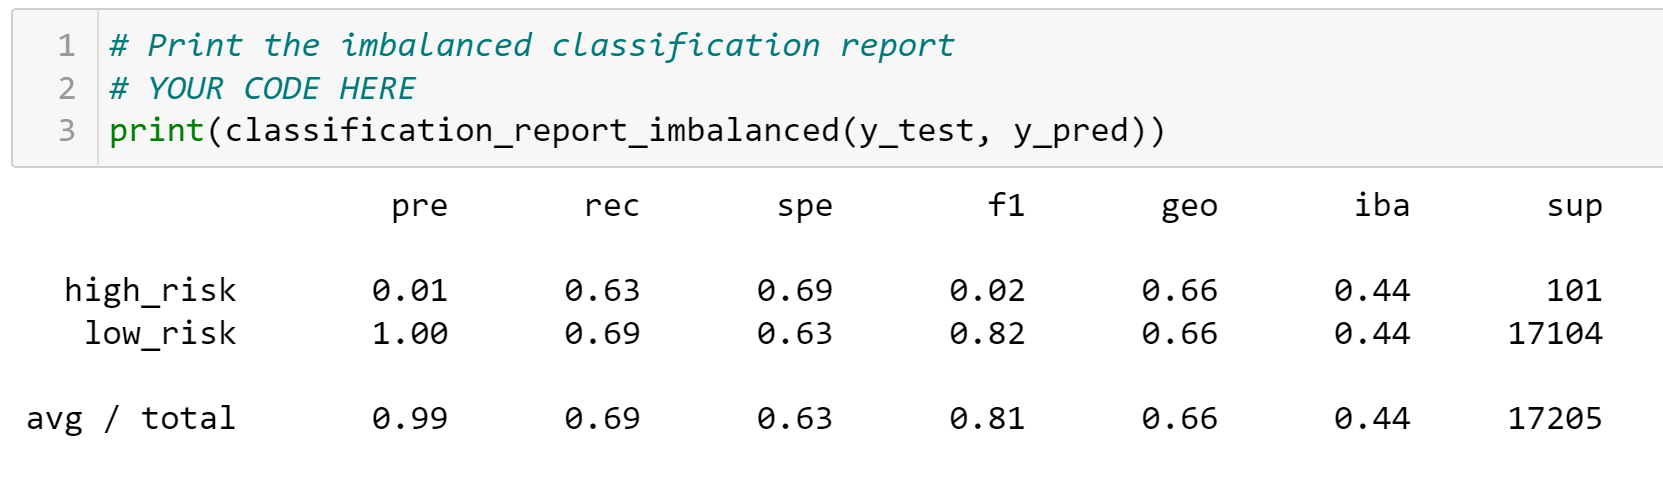 1 # Print the imbalanced classification report
2 # YOUR CODE HERE
3 print(classification_report_imbalanced(y_test, y_pred))
pre rec spe f1 geo iba sup
high_risk 0.01 0.63 0.69 0.02 0.66 0.44 101
low_risk 1.00 0.69 0.63 0.82 0.66 0.44 17104
avg / total 0.99 0.69 0.63 0.81 0.66 0.44 17205